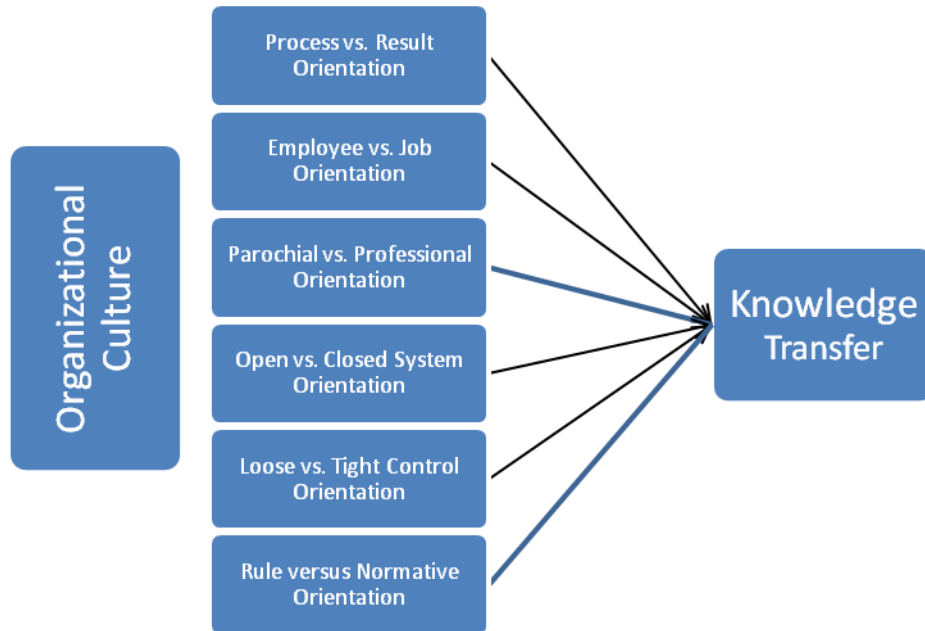 Organizational
Culture
Process vs. Result
Orientation
Employee vs. Job
Orientation
Parochial vs. Professional
Orientation
Open vs. Closed System
Orientation
Loose vs. Tight Control
Orientation
Rule versus Normative
Orientation
Knowledge
Transfer